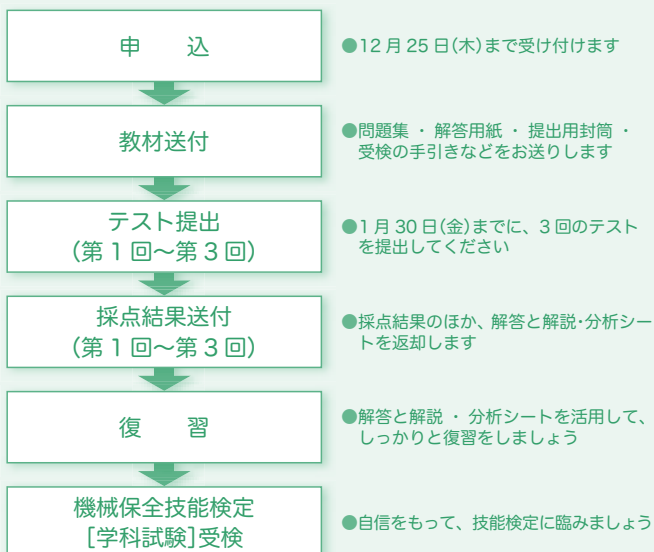 申　込
●12月25日(木)まで受け付けます
教材送付
●問題集 ・ 解答用紙 ・ 提出用封筒 ・
受検の手引きなどをお送りします
テスト提出
(第1回〜第3回)
●1月30日(金)までに、3回のテスト
を提出してください
採点結果送付
(第1回〜第3回)
●採点結果のほか、解答と解説・分析シー
トを返却します
復　習
●解答と解説 ・ 分析シートを活用して、
しっかりと復習をしましょう
機械保全技能検定
[学科試験]受検
●自信をもって、技能検定に臨みましょう